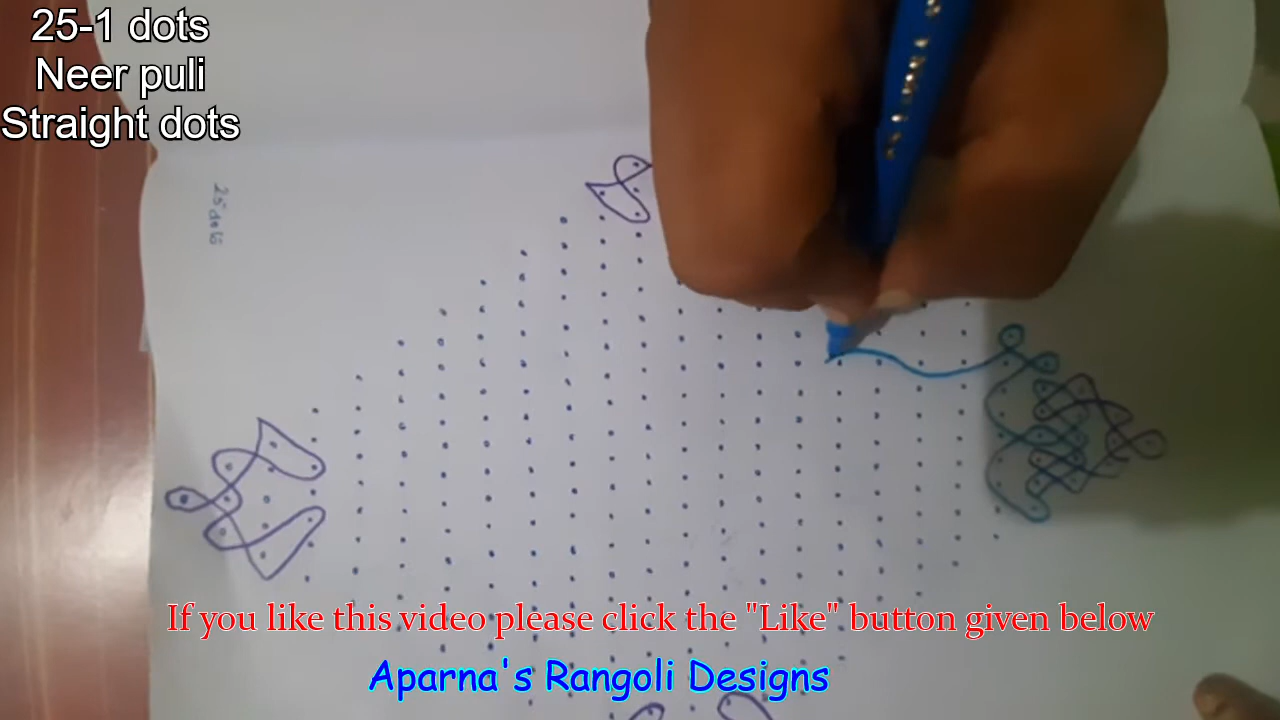 25-1 dots
Neer puli
Straight dots
If you like this video please click the "Like" button given below
Aparna's Rangoli Designs